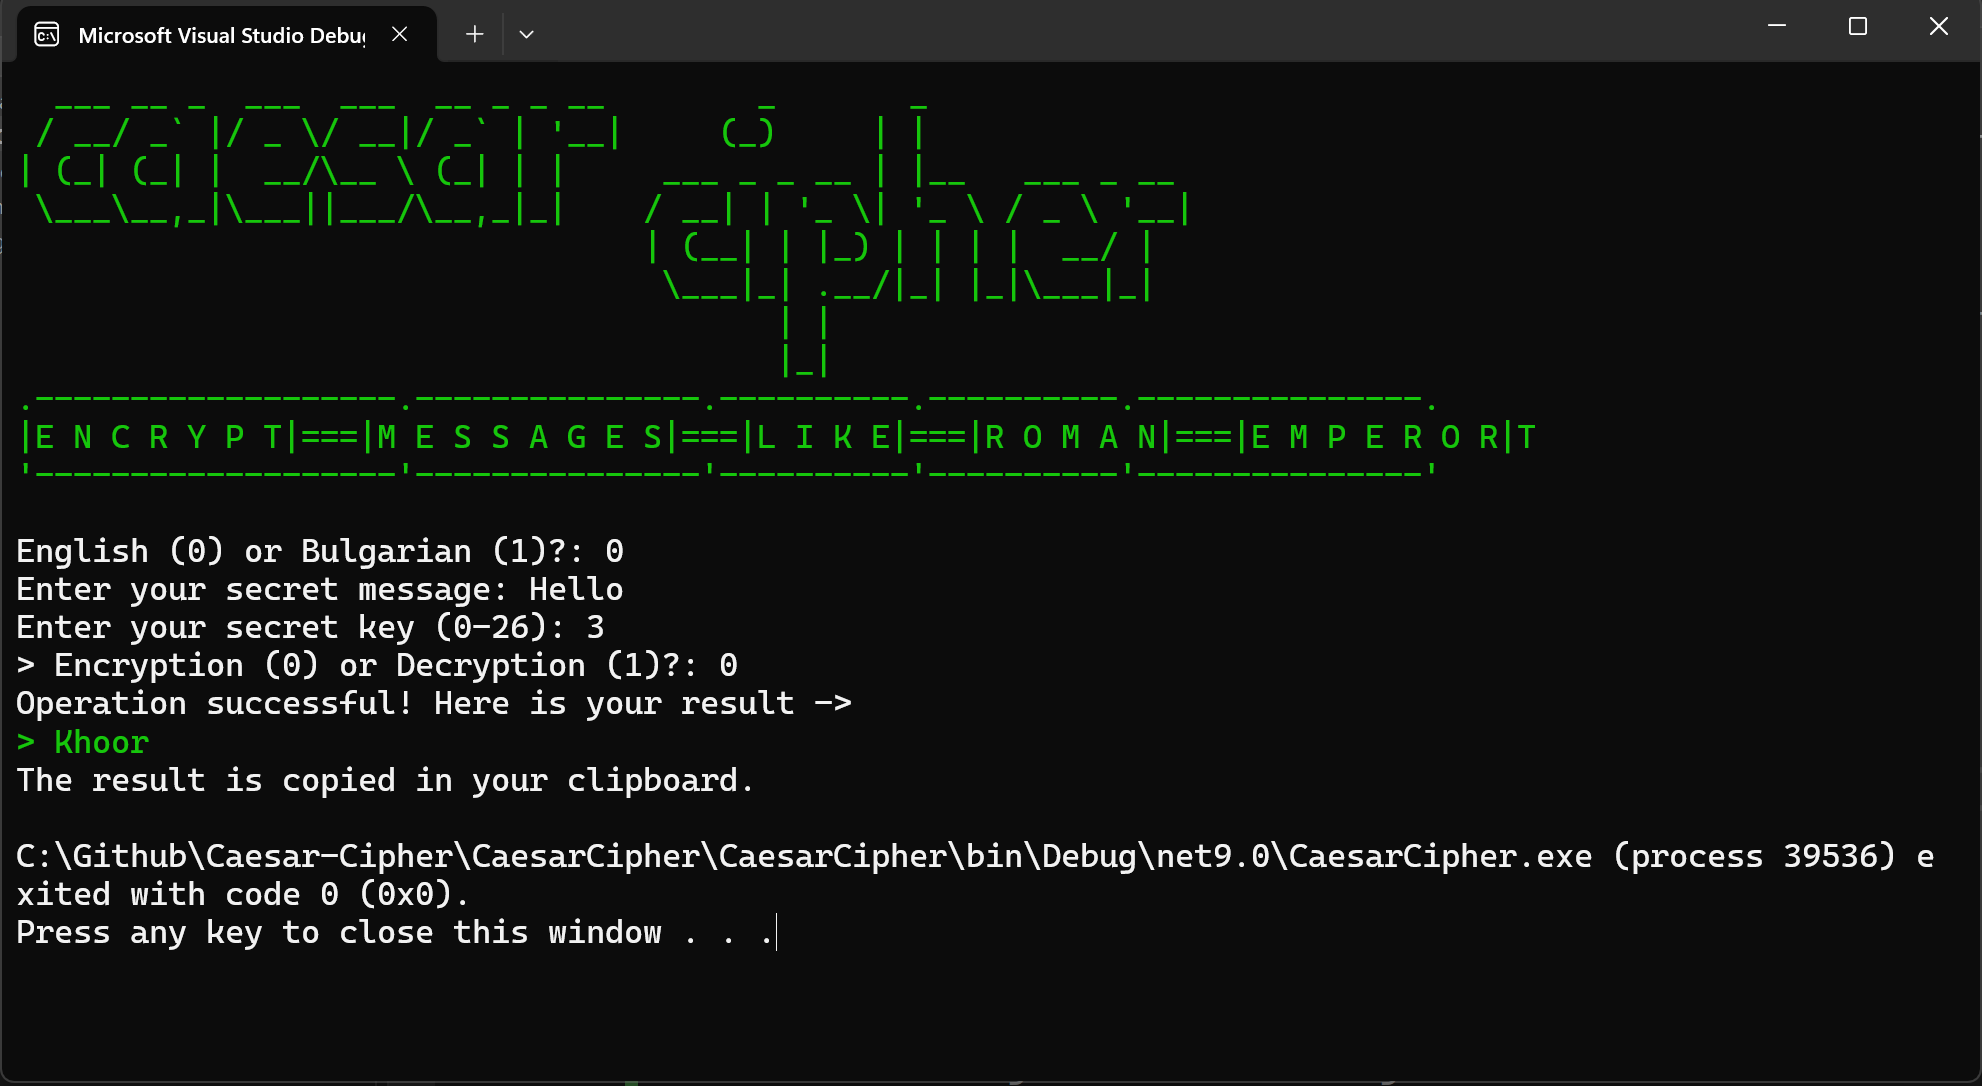 Microsoft Visual Studio Debu
caesar
cipher
|E N C R Y P T|===|M E S S A G E S|===|L I K E|===|R O M A N|===|E M P E R O R|T
English (0) or Bulgarian (1)?: 0
Enter your secret message: Hello
Enter your secret key (0-26): 3
> Encryption (0) or Decryption (1)?: 0
Operation successful! Here is your result ->
> Khoor
The result is copied in your clipboard.
C:\Github\Caesar-Cipher\CaesarCipher\CaesarCipher\bin\Debug\net9.0\CaesarCipher.exe (process 39536) e
xited with code 0 (0x0).
Press any key to close this window . . .